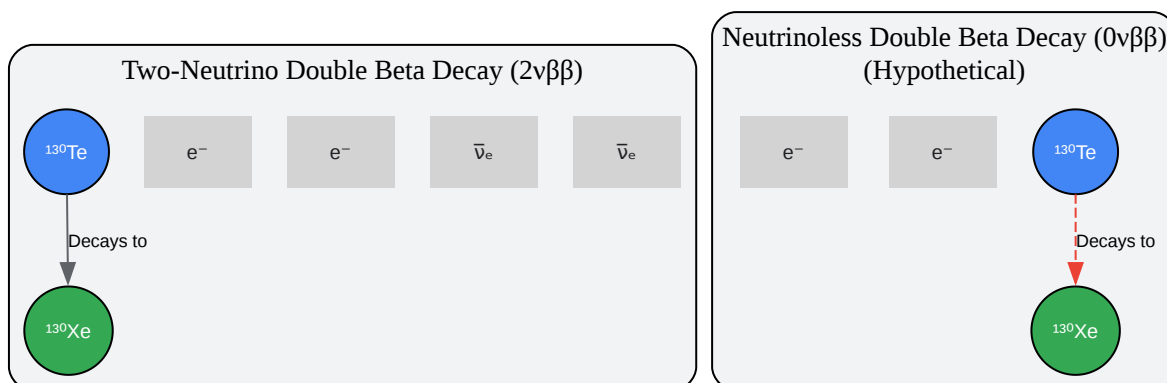 Two-Neutrino Double Beta Decay (2νββ)
¹³⁰Te
e⁻
e⁻
ν̅ₑ
ν̅ₑ
Decays to
¹³⁰Xe
Neutrinoless Double Beta Decay (0νββ)
(Hypothetical)
e⁻
e⁻
¹³⁰Te
Decays to
¹³⁰Xe